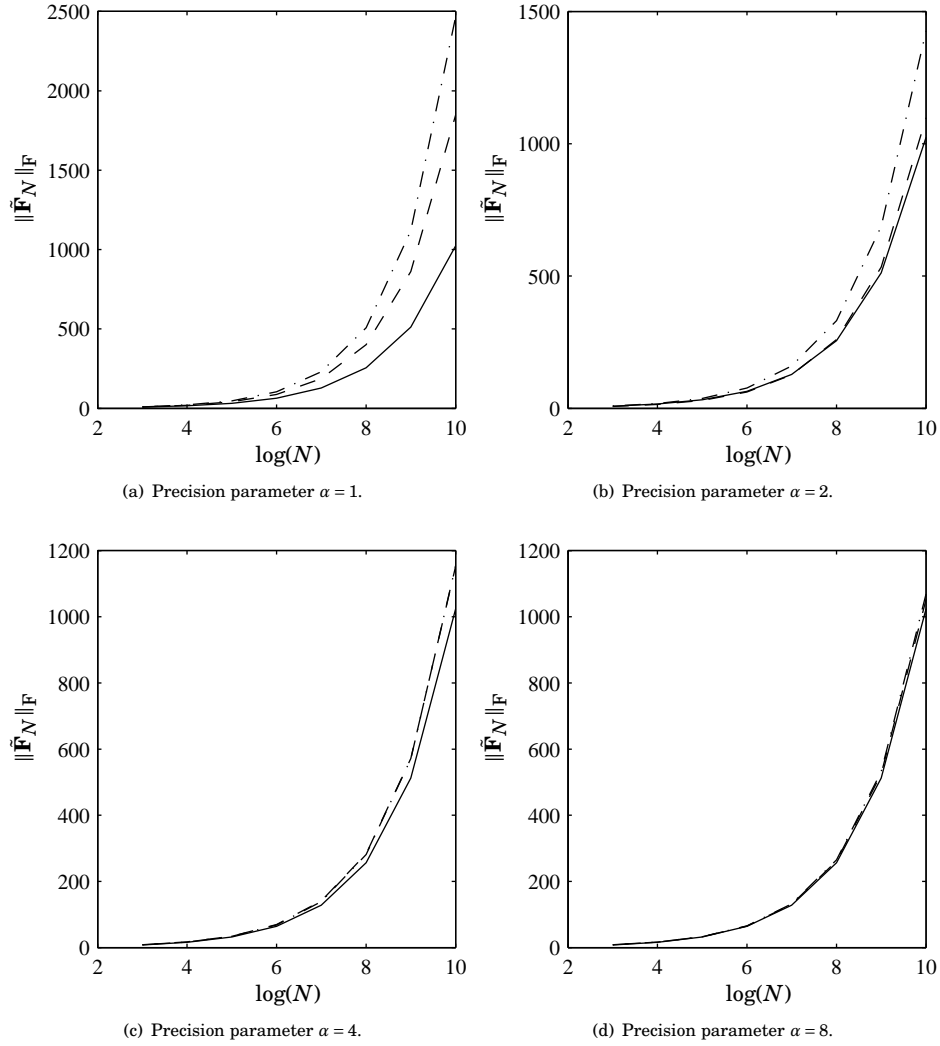 2500
2000
1500
1000
500
0
2 4 6 8 10
‖F̃_N‖_F
log(N)
(a) Precision parameter α = 1.
1500
1000
500
0
2 4 6 8 10
‖F̃_N‖_F
log(N)
(b) Precision parameter α = 2.
1200
1000
800
600
400
200
0
2 4 6 8 10
‖F̃_N‖_F
log(N)
(c) Precision parameter α = 4.
1200
1000
800
600
400
200
0
2 4 6 8 10
‖F̃_N‖_F
log(N)
(d) Precision parameter α = 8.